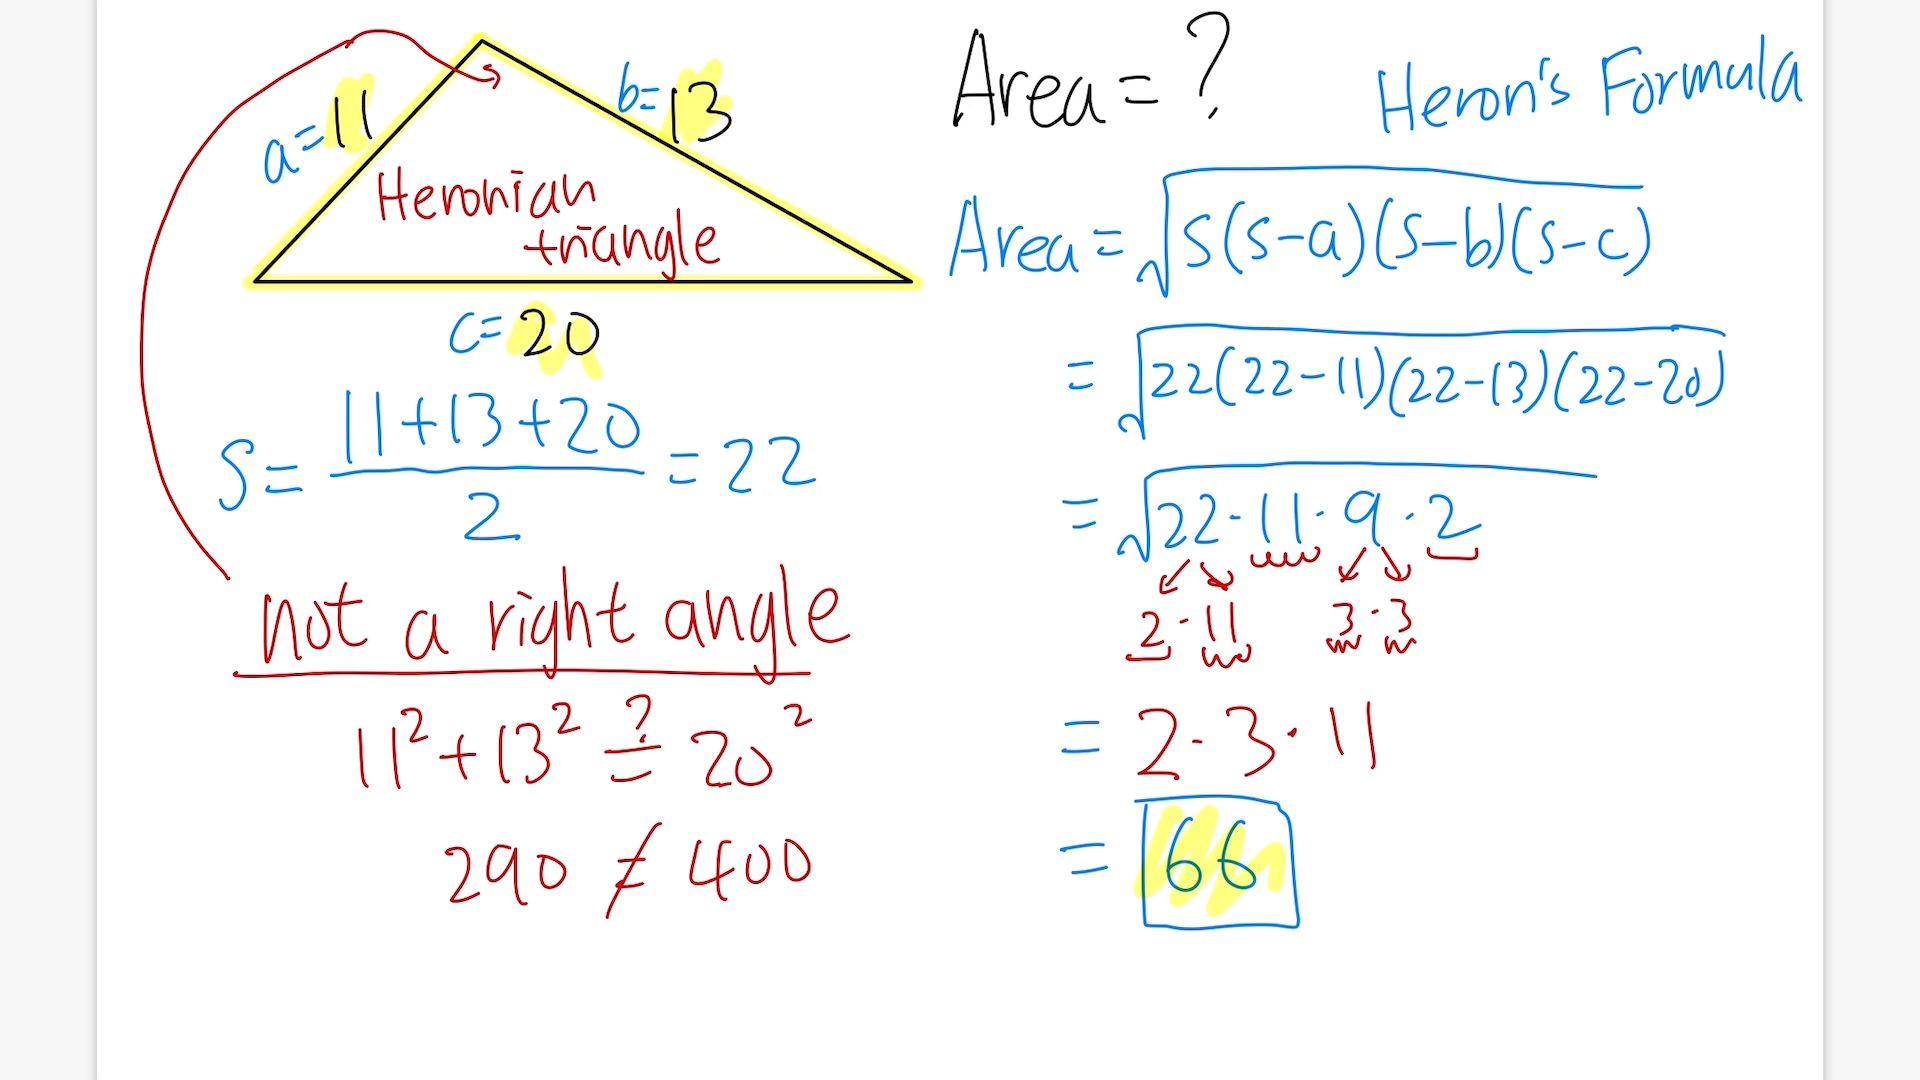 a=11
b=13
Heronian
triangle
c=20
S= (11+13+20)/2 =22
not a right angle
11²+13² ≟ 20²
290 ≠ 400
Area=?
Heron's Formula
Area=√S(S-a)(S-b)(S-c)
=√22(22-11)(22-13)(22-20)
=√22·11·9·2
2·11 3·3
=2·3·11
=66